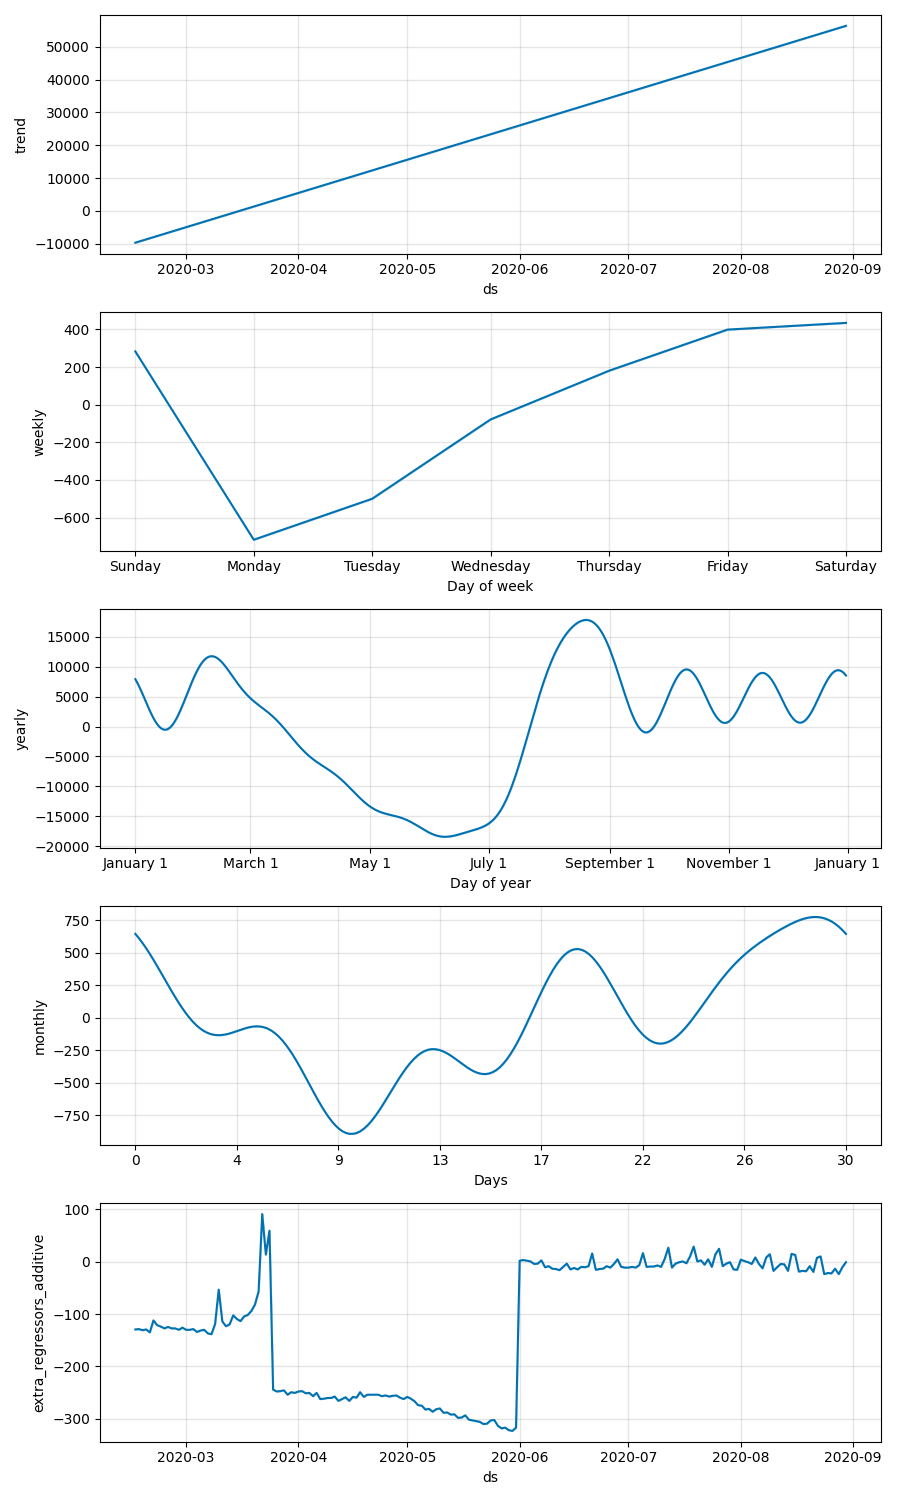 50000
40000
30000
20000
10000
0
−10000
trend
2020-03 2020-04 2020-05 2020-06 2020-07 2020-08 2020-09
ds
400
200
0
−200
−400
−600
weekly
Sunday Monday Tuesday Wednesday Thursday Friday Saturday
Day of week
15000
10000
5000
0
−5000
−10000
−15000
−20000
yearly
January 1 March 1 May 1 July 1 September 1 November 1 January 1
Day of year
750
500
250
0
−250
−500
−750
monthly
0 4 9 13 17 22 26 30
Days
100
0
−100
−200
−300
extra_regressors_additive
2020-03 2020-04 2020-05 2020-06 2020-07 2020-08 2020-09
ds